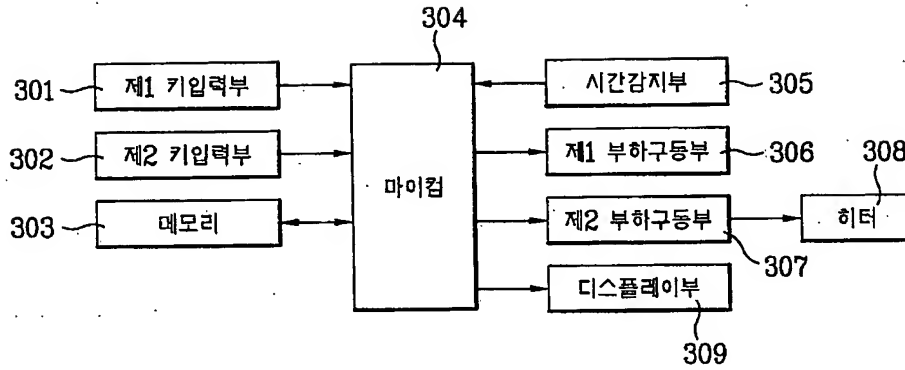 304
301
제1 키입력부
시간감지부
305
302
제2 키입력부
제1 부하구동부
306
308
마이컴
303
메모리
제2 부하구동부
히터
307
디스플레이부
309